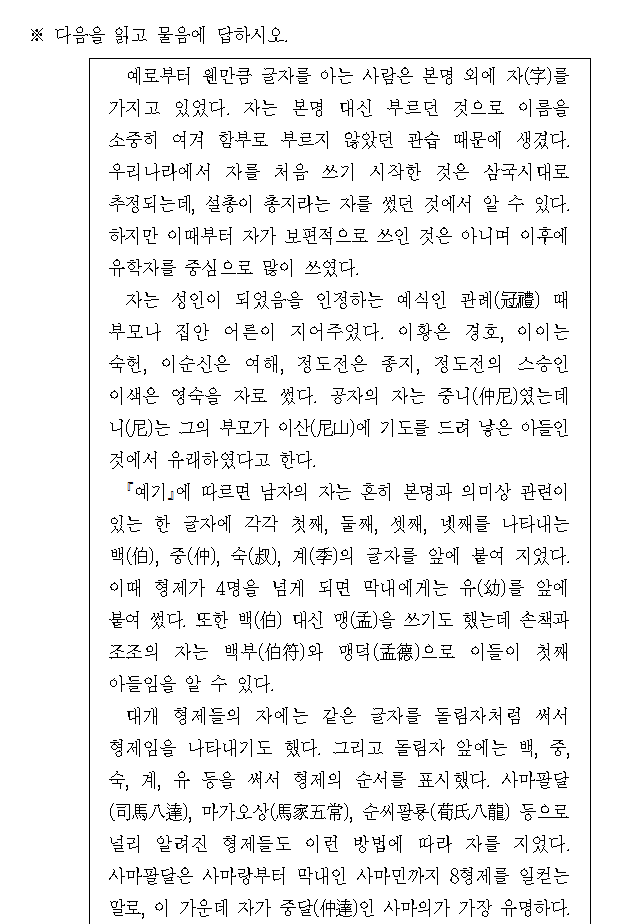 ※ 다음을 읽고 물음에 답하시오.
예로부터 웬만큼 글자를 아는 사람은 본명 외에 자(字)를
가지고 있었다. 자는 본명 대신 부르던 것으로 이름을
소중히 여겨 함부로 부르지 않았던 관습 때문에 생겼다.
우리나라에서 자를 처음 쓰기 시작한 것은 삼국시대로
추정되는데, 설총이 총지라는 자를 썼던 것에서 알 수 있다.
하지만 이때부터 자가 보편적으로 쓰인 것은 아니며 이후에
유학자를 중심으로 많이 쓰였다.
자는 성인이 되었음을 인정하는 예식인 관례(冠禮) 때
부모나 집안 어른이 지어주었다. 이황은 경호, 이이는
숙헌, 이순신은 여해, 정도전은 종지, 정도전의 스승인
이색은 영숙을 자로 썼다. 공자의 자는 중니(仲尼)였는데
니(尼)는 그의 부모가 이산(尼山)에 기도를 드려 낳은 아들인
것에서 유래하였다고 한다.
『예기』에 따르면 남자의 자는 흔히 본명과 의미상 관련이
있는 한 글자에 각각 첫째, 둘째, 셋째, 넷째를 나타내는
백(伯), 중(仲), 숙(叔), 계(季)의 글자를 앞에 붙여 지었다.
이때 형제가 4명을 넘게 되면 막내에게는 유(幼)를 앞에
붙여 썼다. 또한 백(伯) 대신 맹(孟)을 쓰기도 했는데 손책과
조조의 자는 백부(伯符)와 맹덕(孟德)으로 이들이 첫째
아들임을 알 수 있다.
대개 형제들의 자에는 같은 글자를 돌림자처럼 써서
형제임을 나타내기도 했다. 그리고 돌림자 앞에는 백, 중,
숙, 계, 유 등을 써서 형제의 순서를 표시했다. 사마팔달
(司馬八達), 마가오상(馬家五常), 순씨팔룡(荀氏八龍) 등으로
널리 알려진 형제들도 이런 방법에 따라 자를 지었다.
사마팔달은 사마랑부터 막내인 사마민까지 8형제를 일컫는
말로, 이 가운데 자가 중달(仲達)인 사마의가 가장 유명하다.